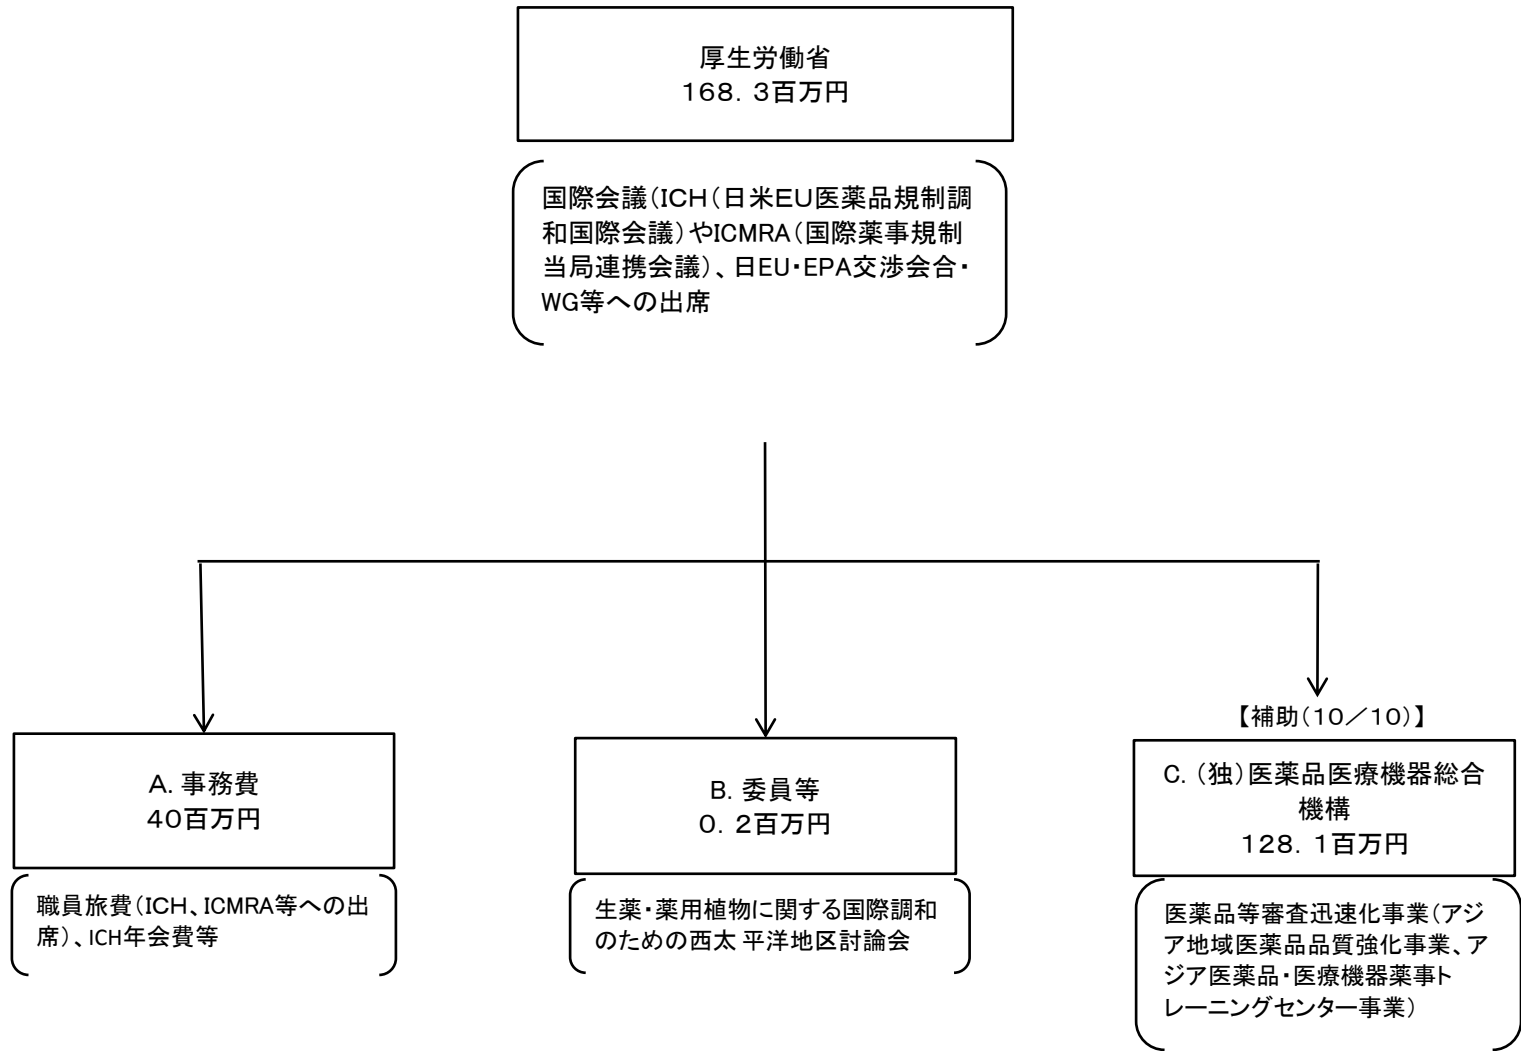 厚生労働省
168．3百万円
国際会議（ICH（日米EU医薬品規制調
和国際会議）やICMRA（国際薬事規制
当局連携会議）、日EU・EPA交渉会合・
WG等への出席
A．事務費
40百万円
職員旅費（ICH、ICMRA等への出
席）、ICH年会費等
B．委員等
0．2百万円
生薬・薬用植物に関する国際調和
のための西太 平洋地区討論会
【補助（10／10）】
C．（独）医薬品医療機器総合
機構
128．1百万円
医薬品等審査迅速化事業（アジ
ア地域医薬品品質強化事業、ア
ジア医薬品・医療機器薬事ト
レーニングセンター事業）